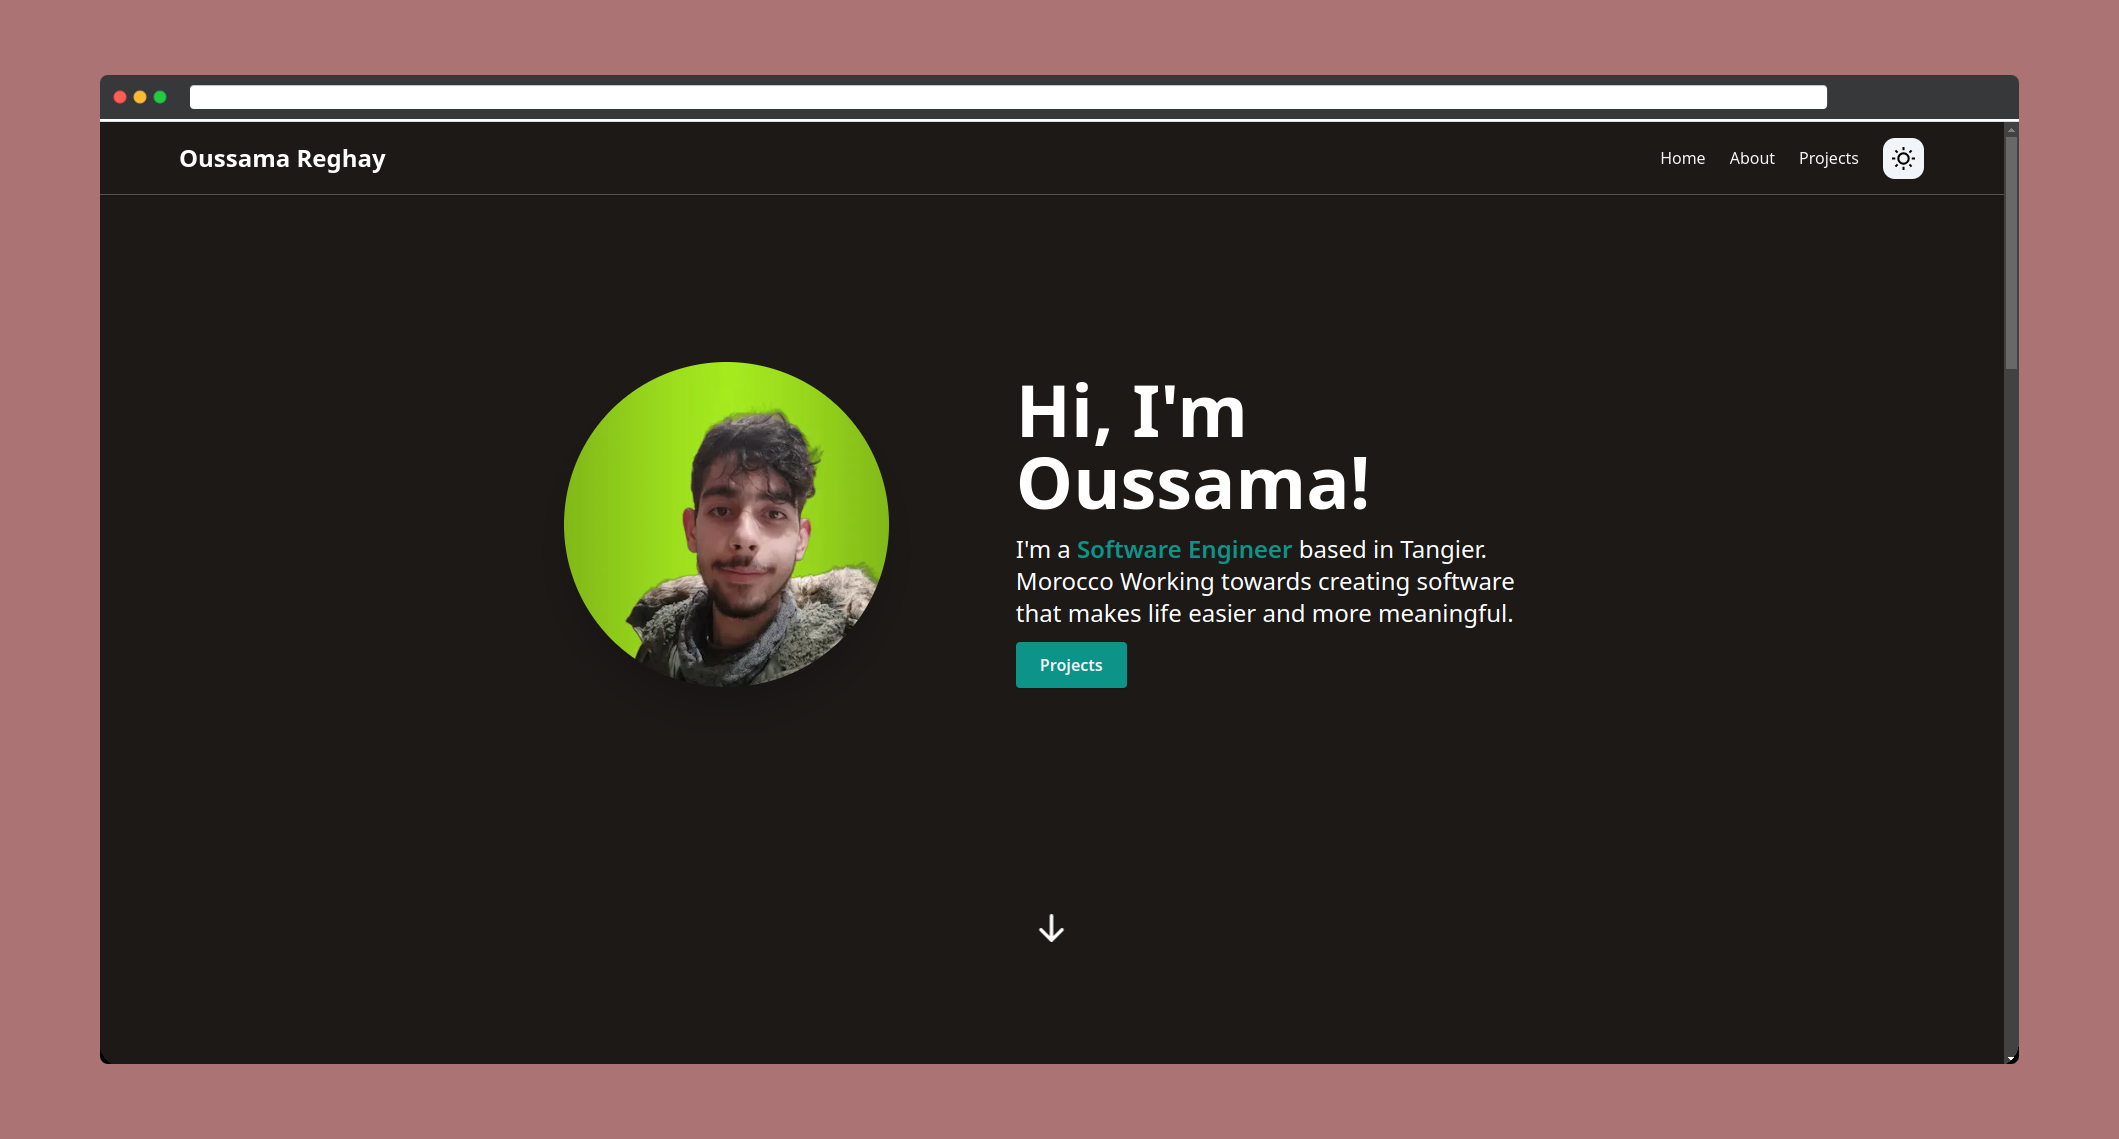 Oussama Reghay
Home About Projects
Hi, I'm
Oussama!
I'm a Software Engineer based in Tangier.
Morocco Working towards creating software
that makes life easier and more meaningful.
Projects